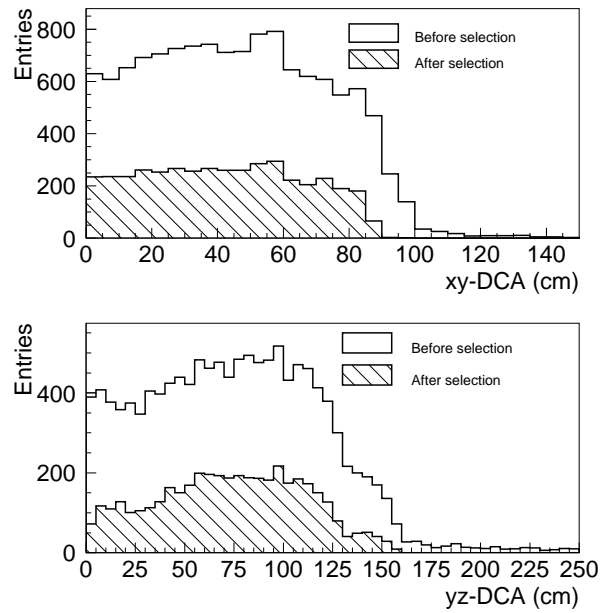 Entries
800
600
400
200
0
Before selection
After selection
0 20 40 60 80 100 120 140
xy-DCA (cm)
Entries
400
200
0
Before selection
After selection
0 25 50 75 100 125 150 175 200 225 250
yz-DCA (cm)